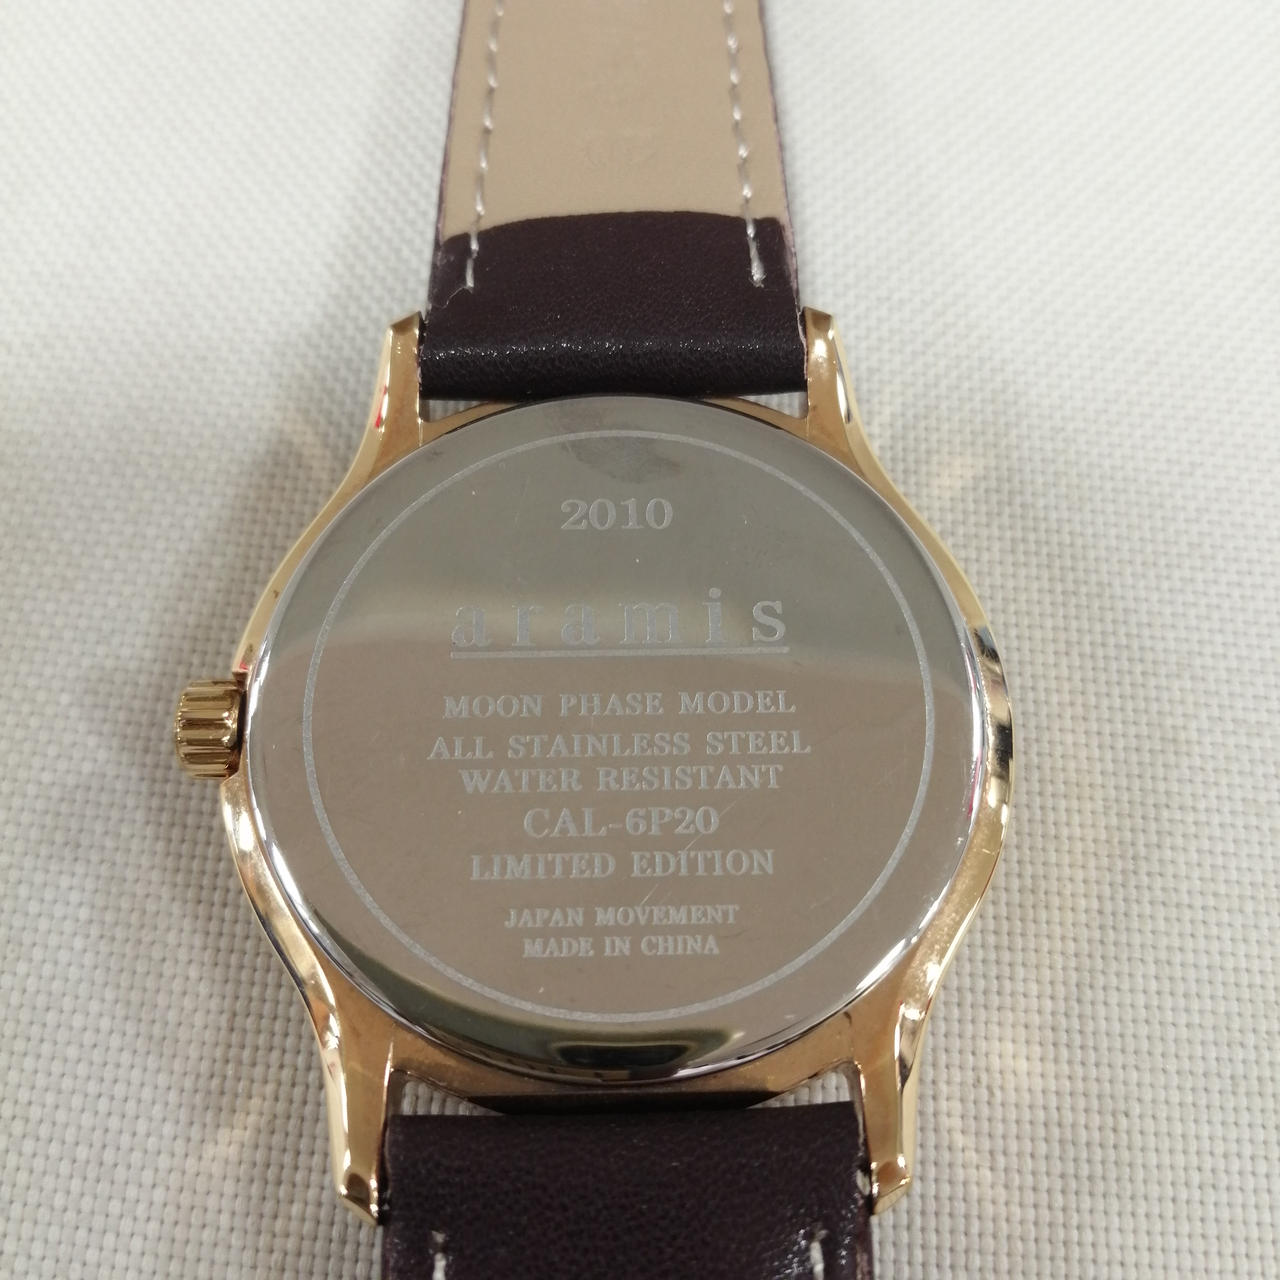 2010
aramis
MOON PHASE MODEL
ALL STAINLESS STEEL
WATER RESISTANT
CAL-6P20
LIMITED EDITION
JAPAN MOVEMENT
MADE IN CHINA